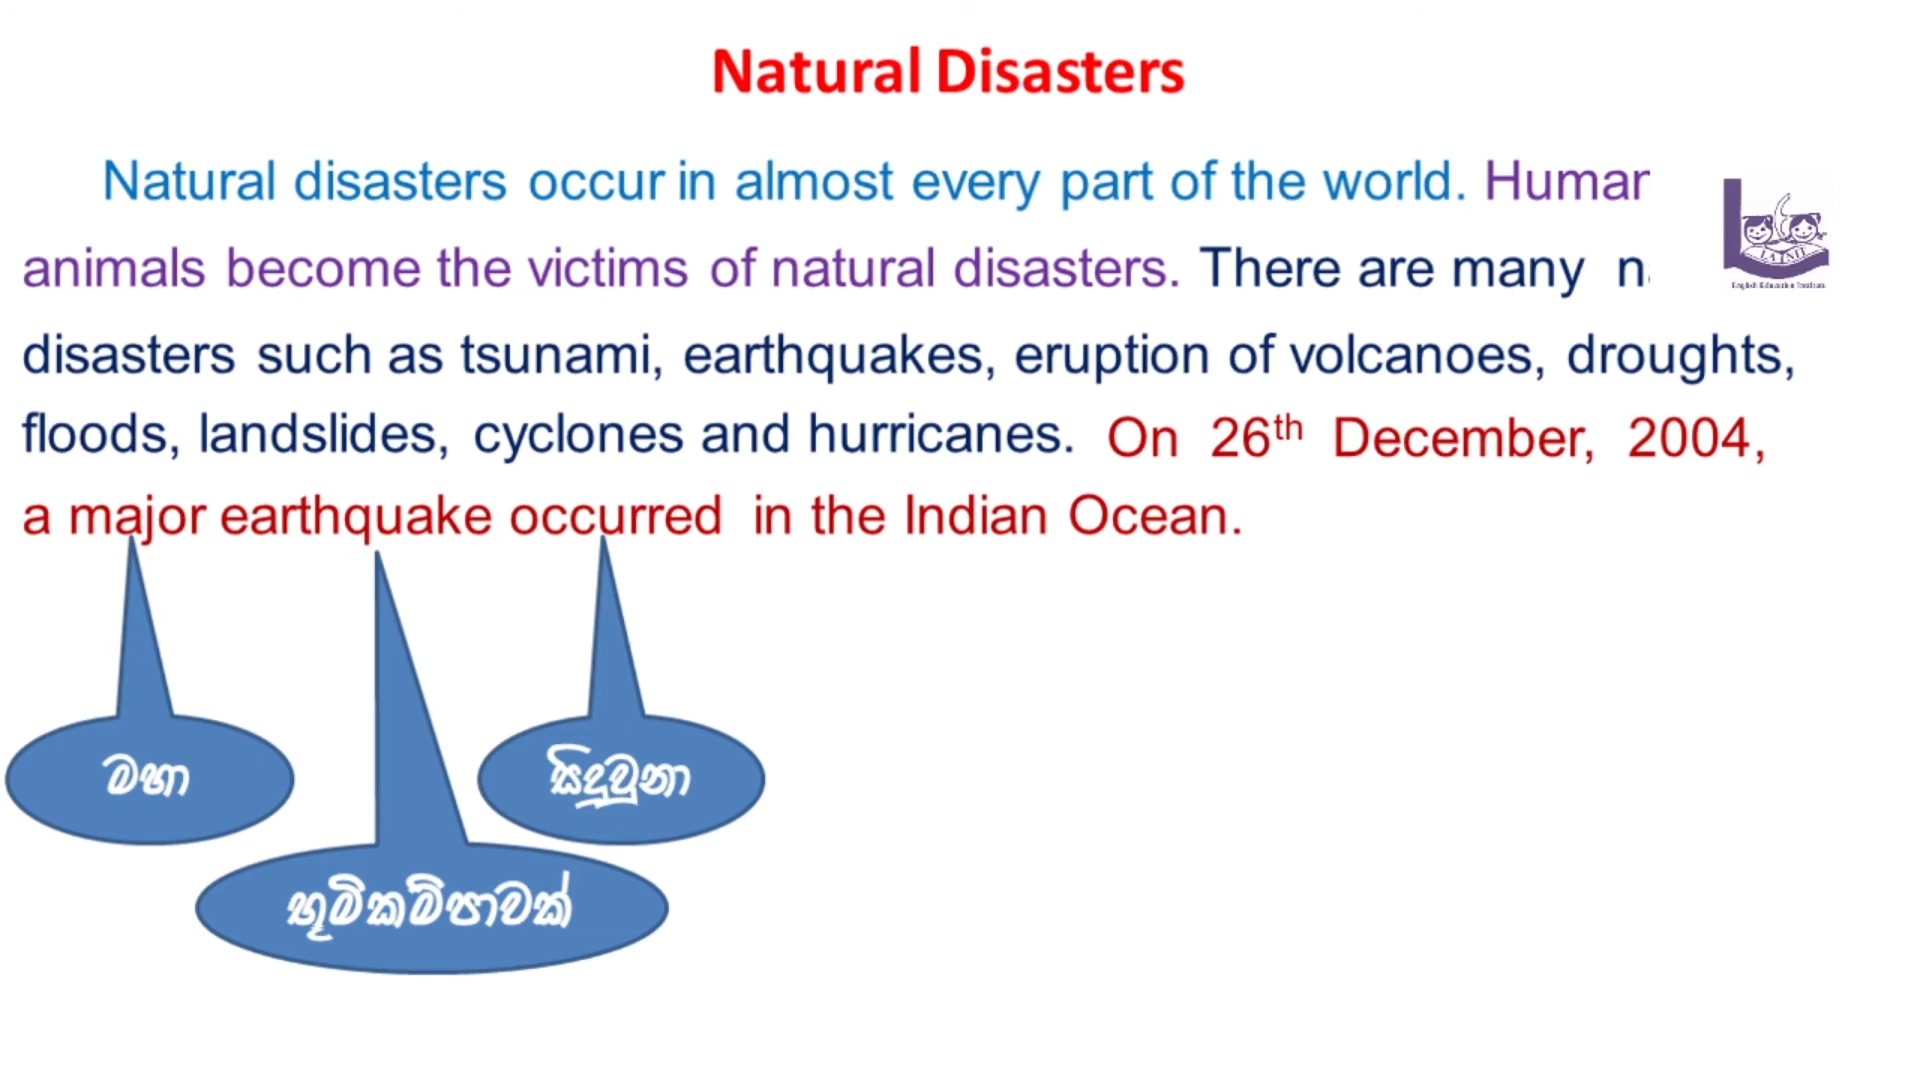 Natural Disasters
Natural disasters occur in almost every part of the world.
animals become the victims of natural disasters. There are many
disasters such as tsunami, earthquakes, eruption of volcanoes, droughts,
floods, landslides, cyclones and hurricanes. On 26th December, 2004,
a major earthquake occurred in the Indian Ocean.
මහා
සිදුවුනා
භූමිකම්පාවක්